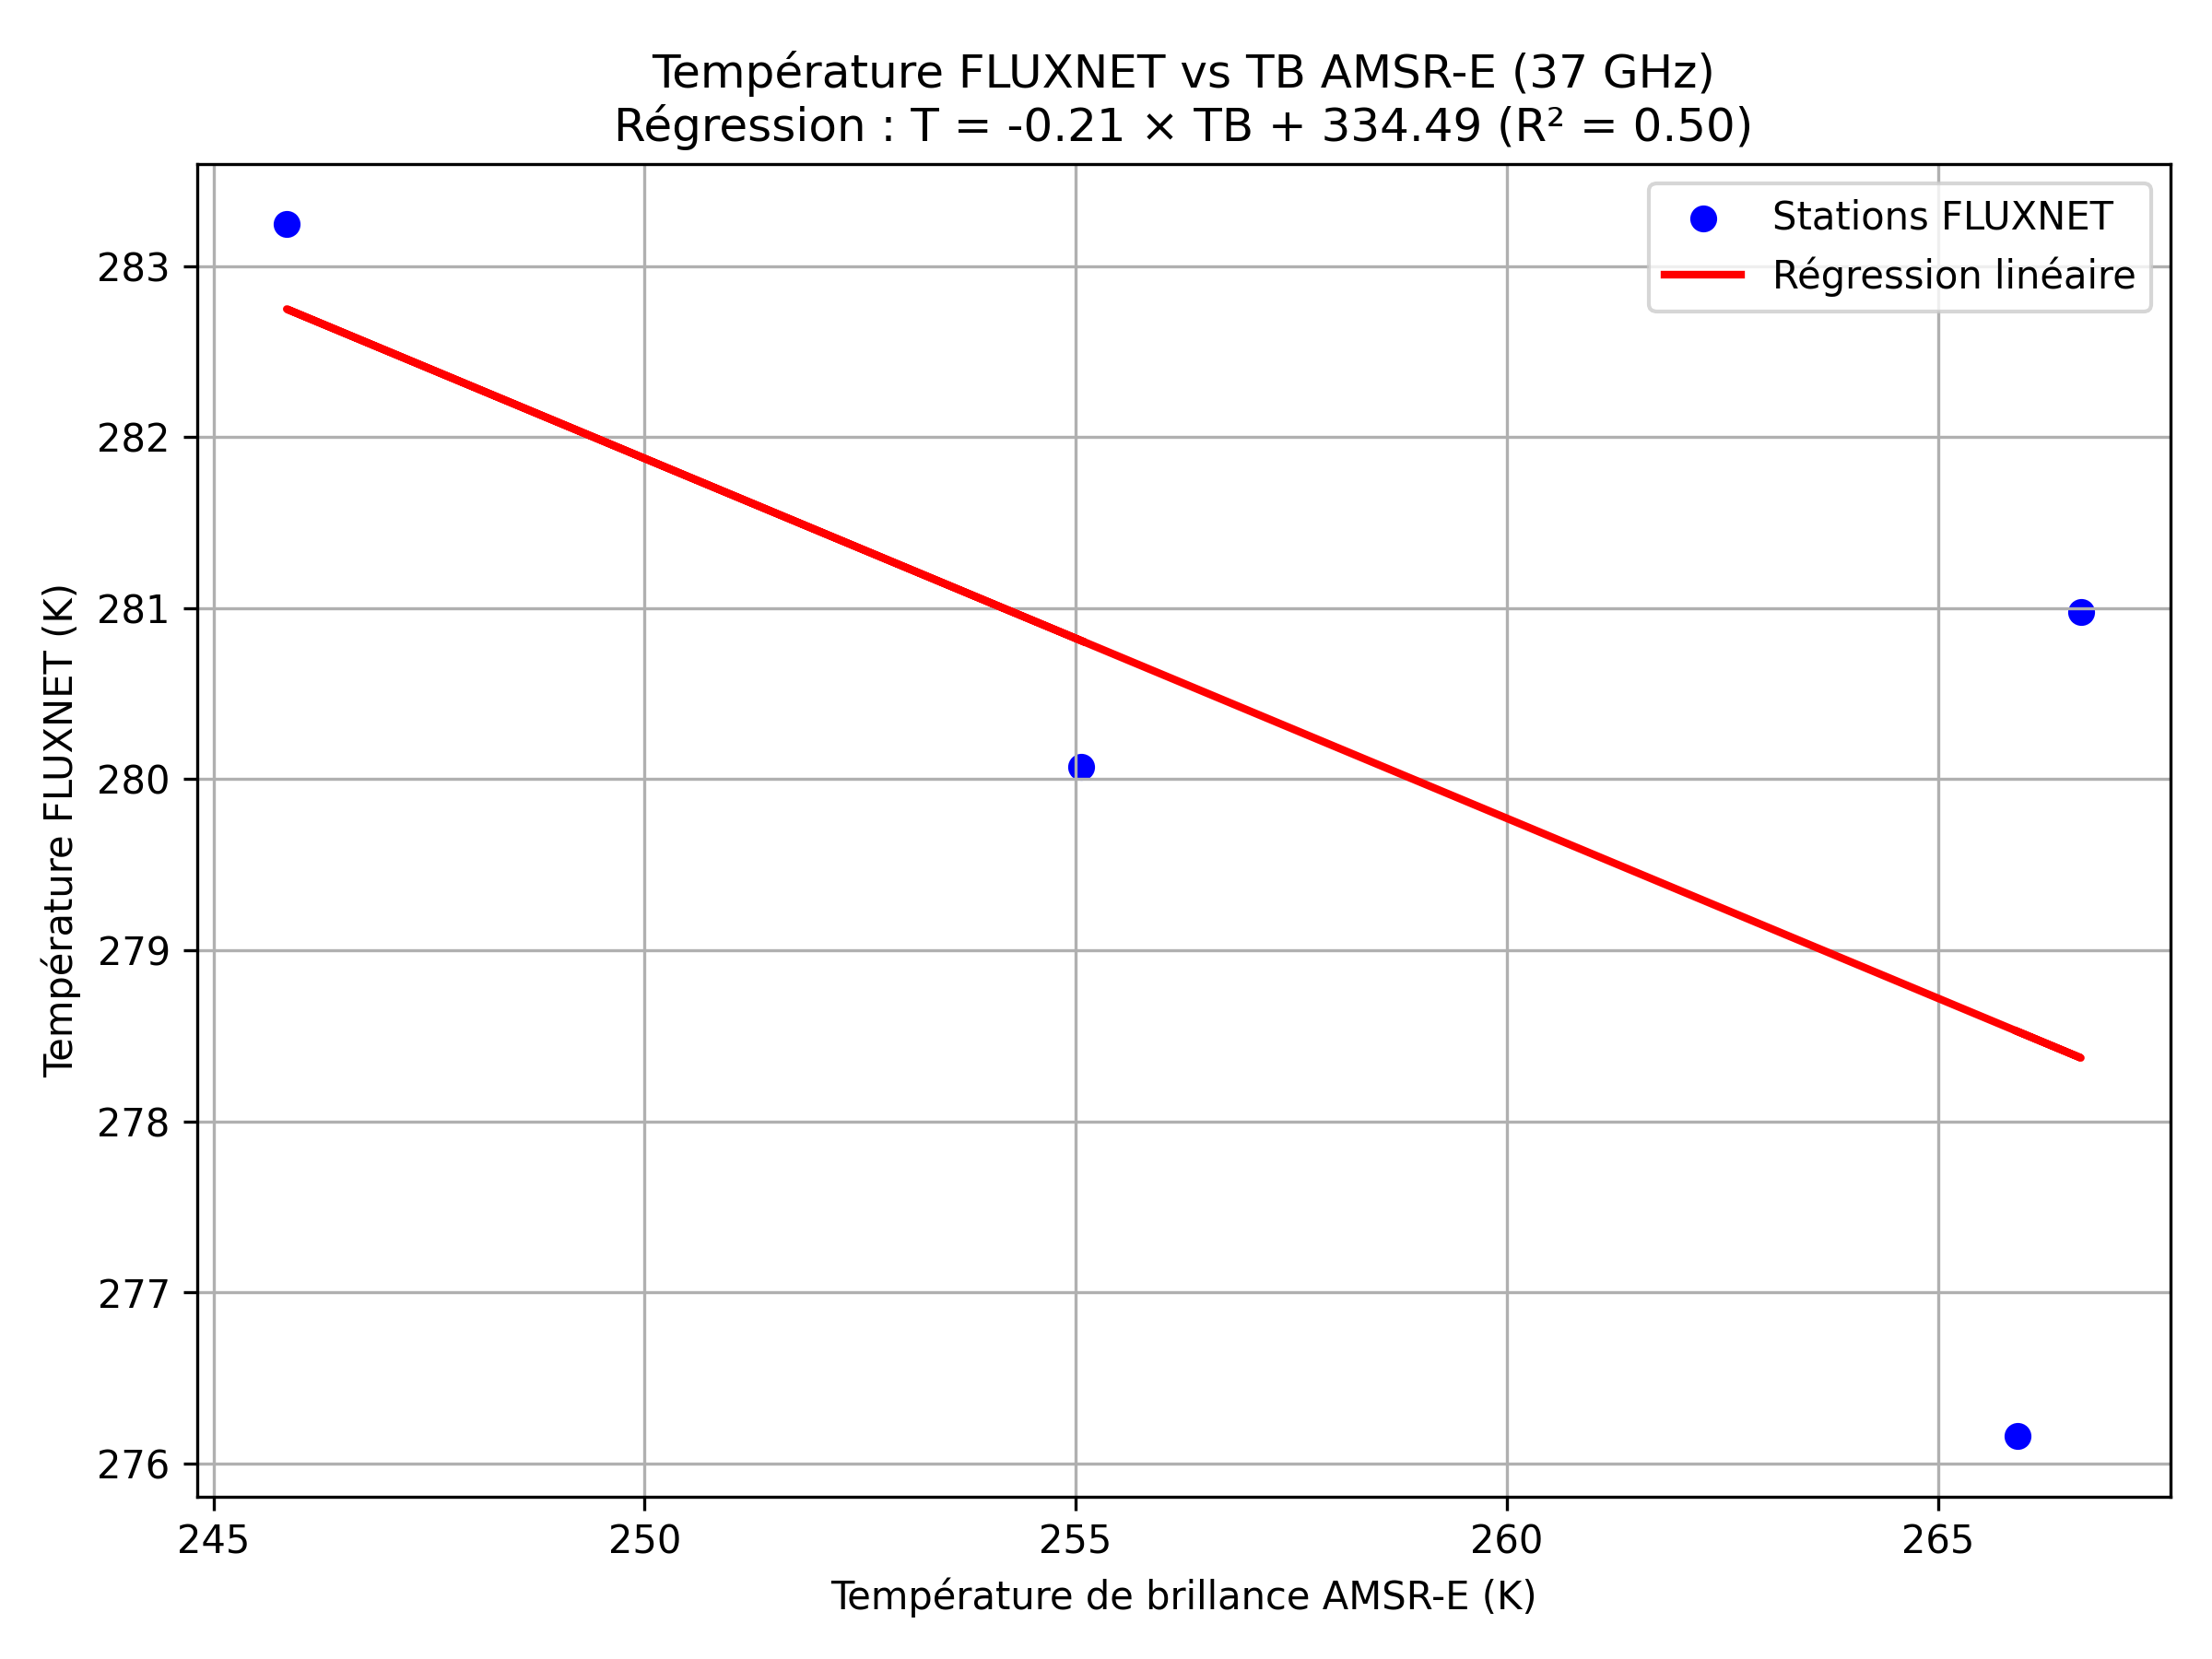 Température FLUXNET vs TB AMSR-E (37 GHz)
Régression : T = -0.21 × TB + 334.49 (R² = 0.50)
Stations FLUXNET
Régression linéaire
Température FLUXNET (K)
283
282
281
280
279
278
277
276
245
250
255
260
265
Température de brillance AMSR-E (K)